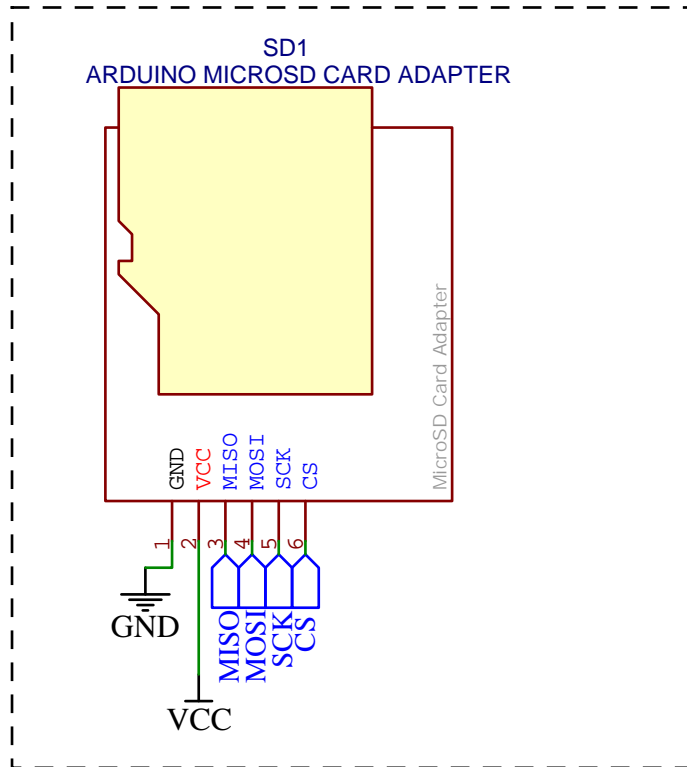 SD1
ARDUINO MICROSD CARD ADAPTER
MicroSD Card Adapter
GND
VCC
MISO
MOSI
SCK
CS
1
2
3
4
5
6
GND
MISO
MOSI
SCK
CS
VCC